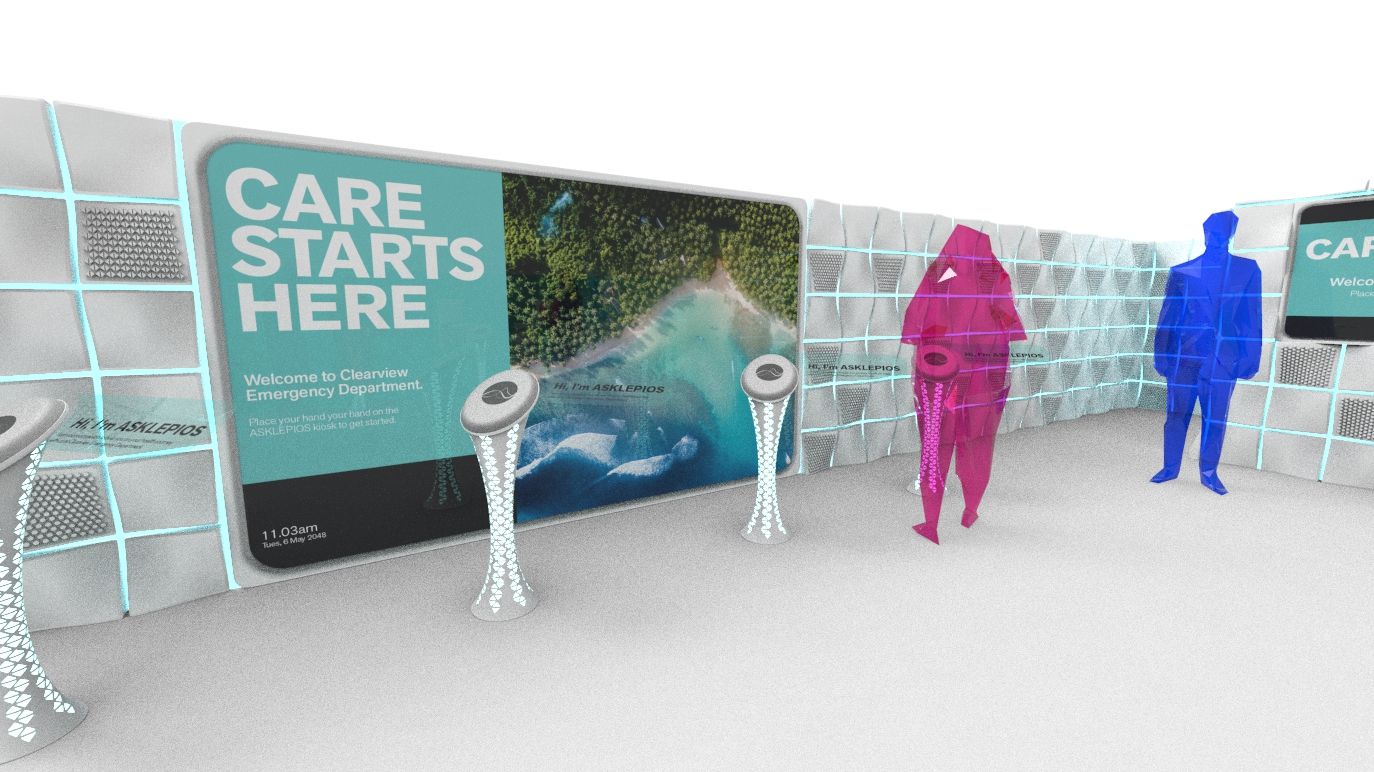 CARE
STARTS
HERE
Welcome to Clearview
Emergency Department.
Place your hand your hand on the
ASKLEPIOS kiosk to get started.
11.03am
Tues, 6 May 2048
Hi, I'm ASKLEPIOS
Hi, I'm ASKLEPIOS
Hi, I'm ASKLEPIOS
Hi, I'm ASKLEPIOS
CAR
Welco
Place